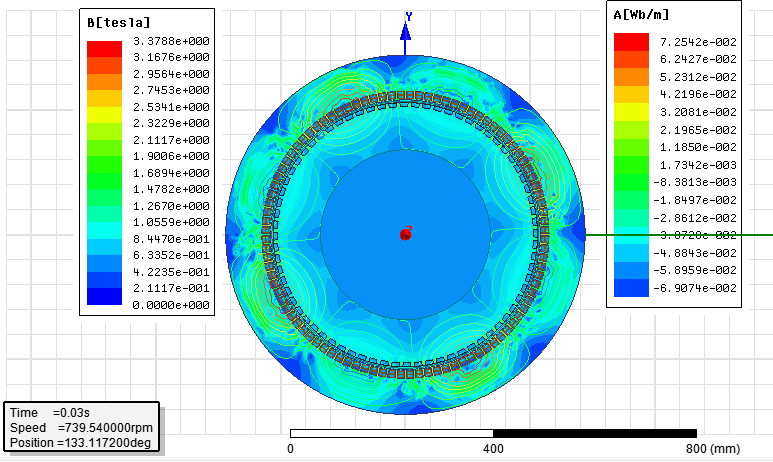 B[tesla]
3.3788e+000
3.1676e+000
2.9564e+000
2.7453e+000
2.5341e+000
2.3229e+000
2.1117e+000
1.9006e+000
1.6894e+000
1.4782e+000
1.2670e+000
1.0559e+000
8.4470e-001
6.3352e-001
4.2235e-001
2.1117e-001
0.0000e+000
Y
A[Wb/m]
7.2542e-002
6.2427e-002
5.2312e-002
4.2196e-002
3.2081e-002
2.1965e-002
1.1850e-002
1.7342e-003
-8.3813e-003
-1.8497e-002
-2.8612e-002
-3.8728e-002
-4.8843e-002
-5.8959e-002
-6.9074e-002
Time =0.03s
Speed =739.540000rpm
Position =133.117200deg
0 400 800 (mm)